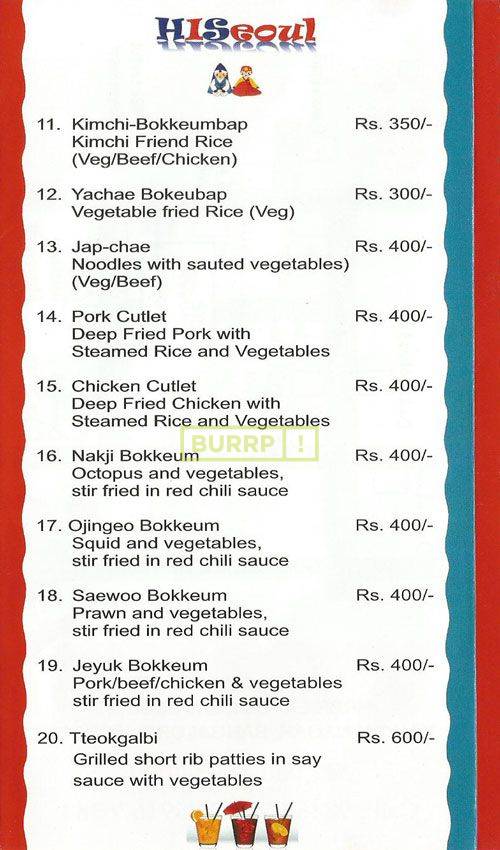 HISeoul
11. Kimchi-Bokkeumbap Rs. 350/-
Kimchi Friend Rice
(Veg/Beef/Chicken)
12. Yachae Bokeubap Rs. 300/-
Vegetable fried Rice (Veg)
13. Jap-chae Rs. 400/-
Noodles with sauted vegetables)
(Veg/Beef)
14. Pork Cutlet Rs. 400/-
Deep Fried Pork with
Steamed Rice and Vegetables
15. Chicken Cutlet Rs. 400/-
Deep Fried Chicken with
Steamed Rice and Vegetables
BURRP!
16. Nakji Bokkeum Rs. 400/-
Octopus and vegetables,
stir fried in red chili sauce
17. Ojingeo Bokkeum Rs. 400/-
Squid and vegetables,
stir fried in red chili sauce
18. Saewoo Bokkeum Rs. 400/-
Prawn and vegetables,
stir fried in red chili sauce
19. Jeyuk Bokkeum Rs. 400/-
Pork/beef/chicken & vegetables
stir fried in red chili sauce
20. Tteokgalbi Rs. 600/-
Grilled short rib patties in say
sauce with vegetables